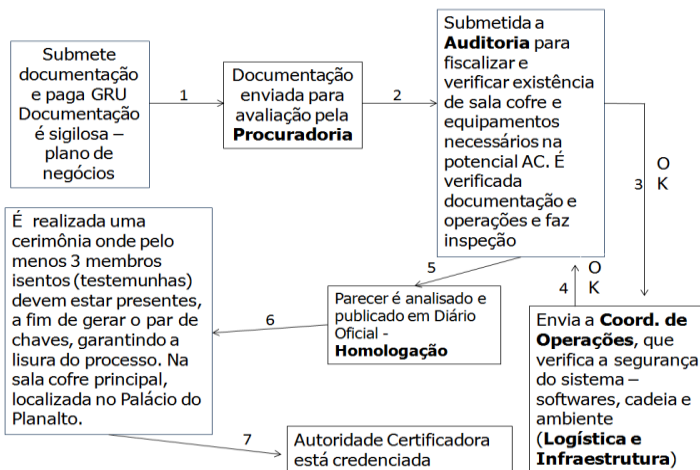 Submete
documentação
e paga GRU
Documentação
é sigilosa –
plano de
negócios
1
Documentação
enviada para
avaliação pela
Procuradoria
2
Submetida a
Auditoria para
fiscalizar e
verificar existência
de sala cofre e
equipamentos
necessários na
potencial AC. É
verificada
documentação e
operações e faz
inspeção
3
O
K
Envia a Coord. de
Operações, que
verifica a segurança
do sistema –
softwares, cadeia e
ambiente
(Logística e
Infraestrutura)
4
O
K
5
Parecer é analisado e
publicado em Diário
Oficial -
Homologação
6
É realizada uma
cerimônia onde pelo
menos 3 membros
isentos (testemunhas)
devem estar presentes,
a fim de gerar o par de
chaves, garantindo a
lisura do processo. Na
sala cofre principal,
localizada no Palácio do
Planalto.
7
Autoridade Certificadora
está credenciada